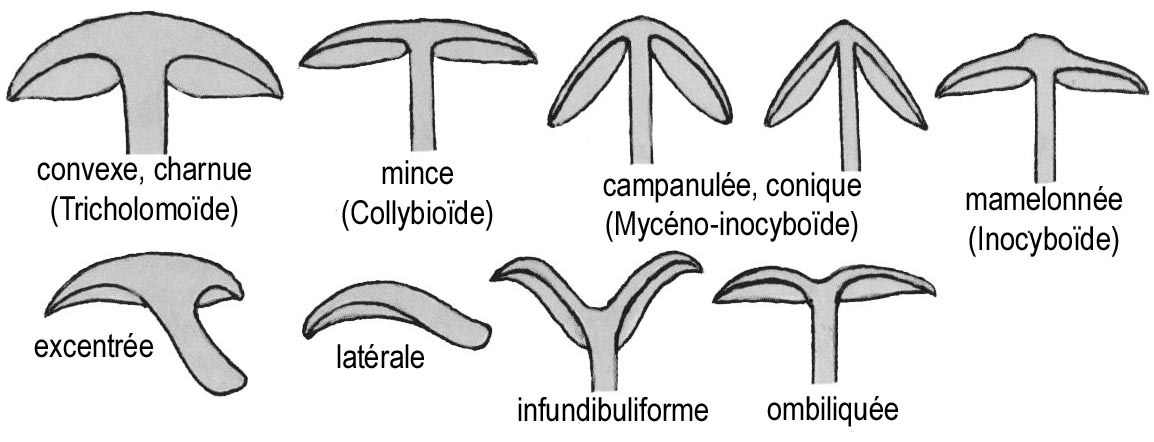 convexe, charnue
(Tricholomoïde)
mince
(Collybioïde)
campanulée, conique
(Mycéno-inocyboïde)
mamelonnée
(Inocyboïde)
excentrée
latérale
infundibuliforme
ombiliquée